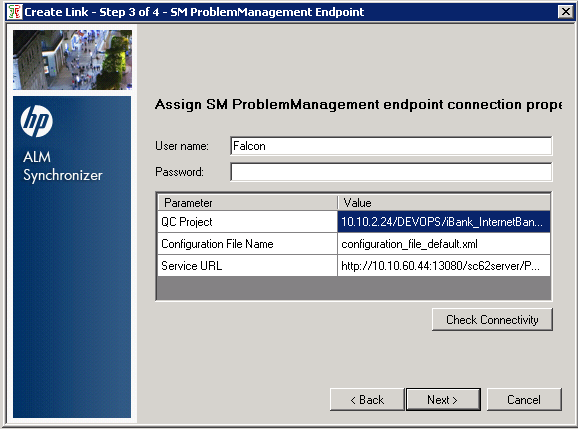 Create Link - Step 3 of 4 - SM ProblemManagement Endpoint
hp
ALM
Synchronizer
Assign SM ProblemManagement endpoint connection prope
User name: Falcon
Password:
Parameter Value
QC Project 10.10.2.24/DEVOPS/iBank_InternetBan...
Configuration File Name configuration_file_default.xml
Service URL http://10.10.60.44:13080/sc62server/P...
Check Connectivity
< Back Next > Cancel